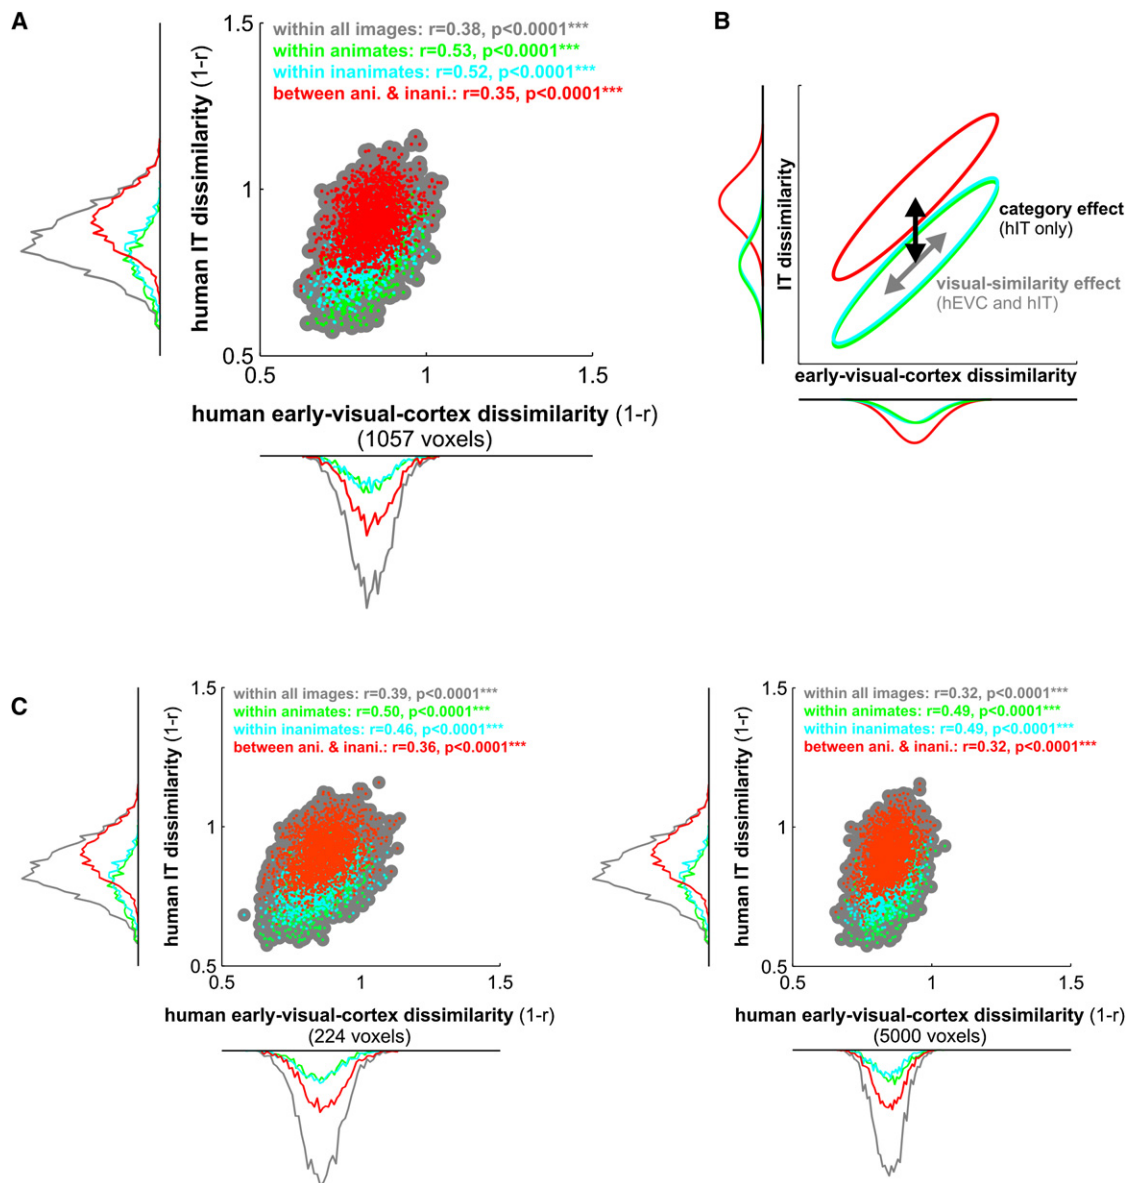 A
within all images: r=0.38, p<0.0001***
within animates: r=0.53, p<0.0001***
within inanimates: r=0.52, p<0.0001***
between ani. & inani.: r=0.35, p<0.0001***
1.5
1
0.5
human IT dissimilarity (1-r)
0.5
1
1.5
human early-visual-cortex dissimilarity (1-r)
(1057 voxels)
B
IT dissimilarity
category effect
(hIT only)
visual-similarity effect
(hEVC and hIT)
early-visual-cortex dissimilarity
C
within all images: r=0.39, p<0.0001***
within animates: r=0.50, p<0.0001***
within inanimates: r=0.46, p<0.0001***
between ani. & inani.: r=0.36, p<0.0001***
1.5
1
0.5
human IT dissimilarity (1-r)
0.5
1
1.5
human early-visual-cortex dissimilarity (1-r)
(224 voxels)
within all images: r=0.32, p<0.0001***
within animates: r=0.49, p<0.0001***
within inanimates: r=0.49, p<0.0001***
between ani. & inani.: r=0.32, p<0.0001***
1.5
1
0.5
human IT dissimilarity (1-r)
0.5
1
1.5
human early-visual-cortex dissimilarity (1-r)
(5000 voxels)